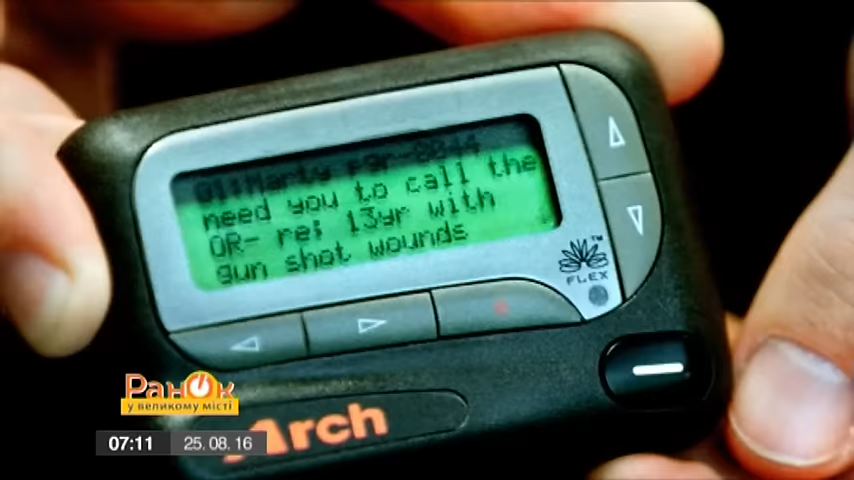 need you to call the
OR- re: 13yr with
gun shot wounds
FLEX™
РанОк
у великому місті
Arch
07:11 25.08.16